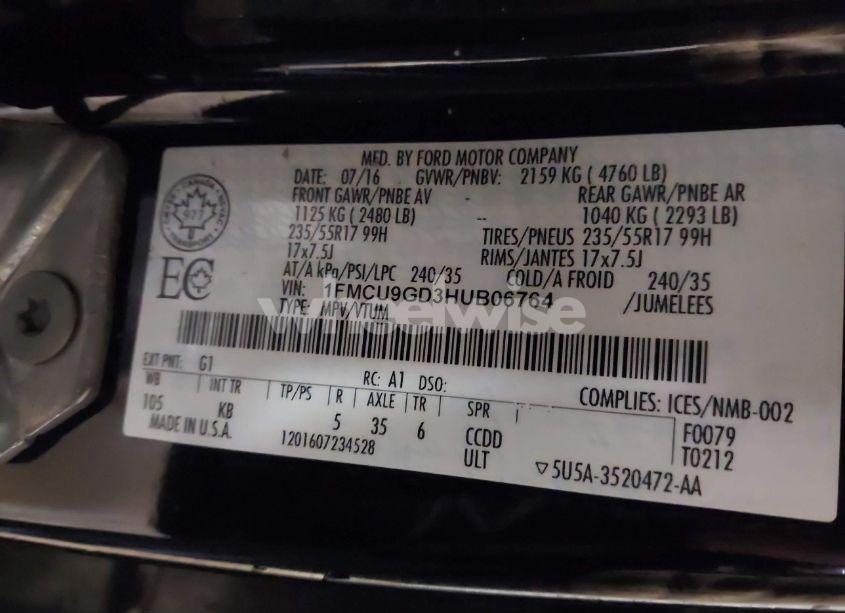 MFD. BY FORD MOTOR COMPANY
DATE: 07/16 GVWR/PNBV: 2159 KG ( 4760 LB)
FRONT GAWR/PNBE AV REAR GAWR/PNBE AR
1125 KG ( 2480 LB) -- 1040 KG ( 2293 LB)
235/55R17 99H TIRES/PNEUS 235/55R17 99H
17x7.5J RIMS/JANTES 17x7.5J
AT/A kPa/PSI/LPC 240/35 COLD/A FROID 240/35
VIN: 1FMCU9GD3HUB06764 /JUMELEES
TYPE: MPV/VTUM
wheelwise
CANADA
977
TRANSPORT
EC
EXT PNT: G1 RC: A1 DSO:
WB INT TR TP/PS R AXLE TR SPR COMPLIES: ICES/NMB-002
105 KB 5 35 6 CCDD F0079
MADE IN U.S.A. 1201607234528 ULT T0212
▽5U5A-3520472-AA